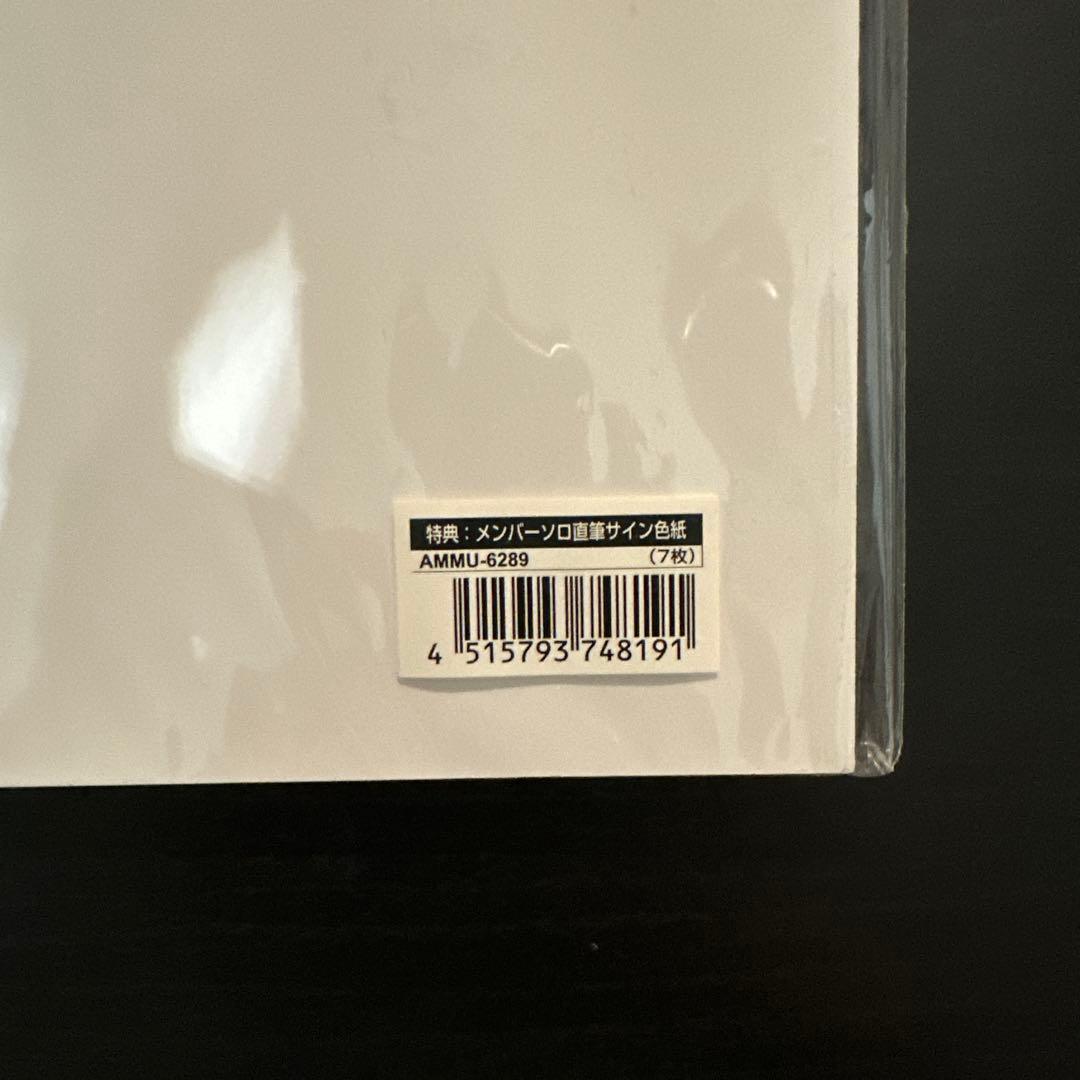 特典：メンバーソロ直筆サイン色紙
AMMU-6289 （7枚）
4 515793 748191